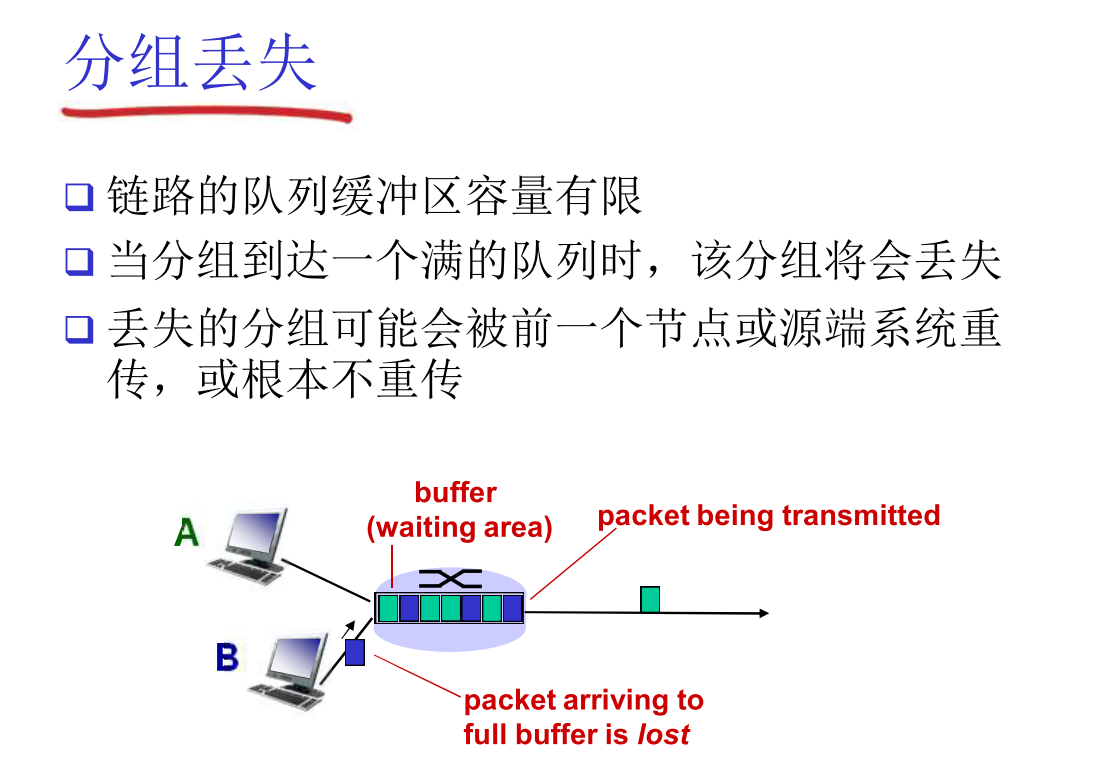 分组丢失
链路的队列缓冲区容量有限
当分组到达一个满的队列时，该分组将会丢失
丢失的分组可能会被前一个节点或源端系统重
传，或根本不重传
buffer
(waiting area)
packet being transmitted
A
B
packet arriving to
full buffer is lost